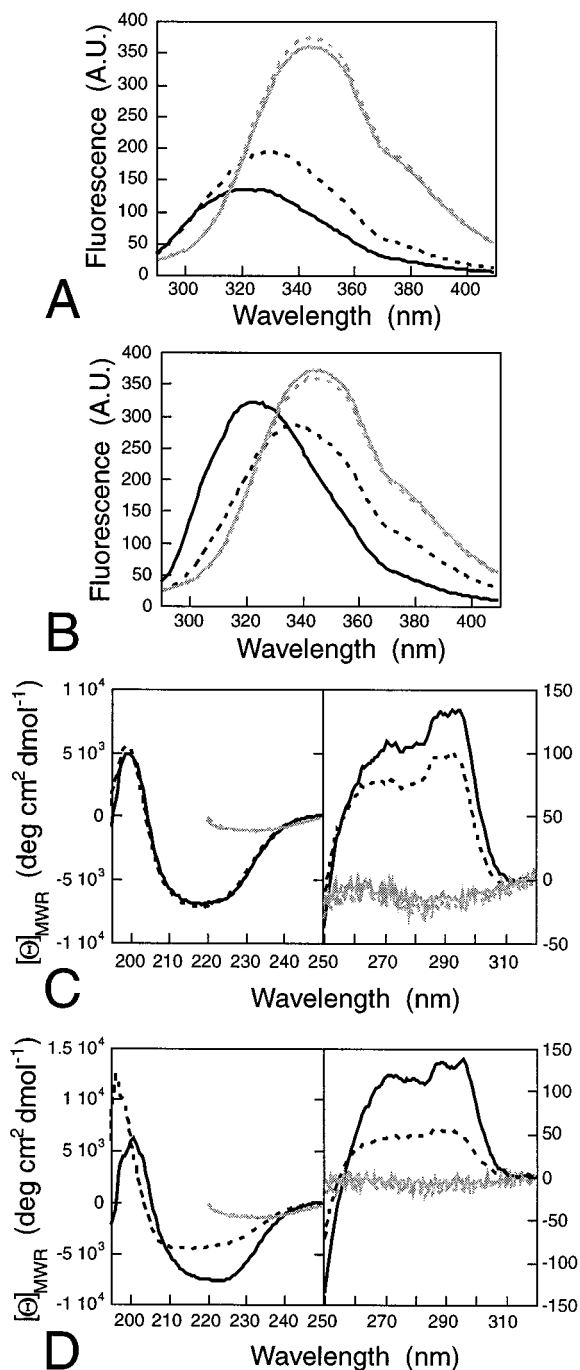 400
350
300
250
200
150
100
50
0
Fluorescence (A.U.)
300 320 340 360 380 400
Wavelength (nm)
A
400
350
300
250
200
150
100
50
0
Fluorescence (A.U.)
300 320 340 360 380 400
Wavelength (nm)
B
1 10⁴
5 10³
0
-5 10³
-1 10⁴
[Θ]MWR (deg cm² dmol⁻¹)
150
100
50
0
-50
200 210 220 230 240 250 270 290 310
Wavelength (nm)
C
1.5 10⁴
1 10⁴
5 10³
0
-5 10³
-1 10⁴
[Θ]MWR (deg cm² dmol⁻¹)
150
100
50
0
-50
-100
-150
200 210 220 230 240 250 270 290 310
Wavelength (nm)
D